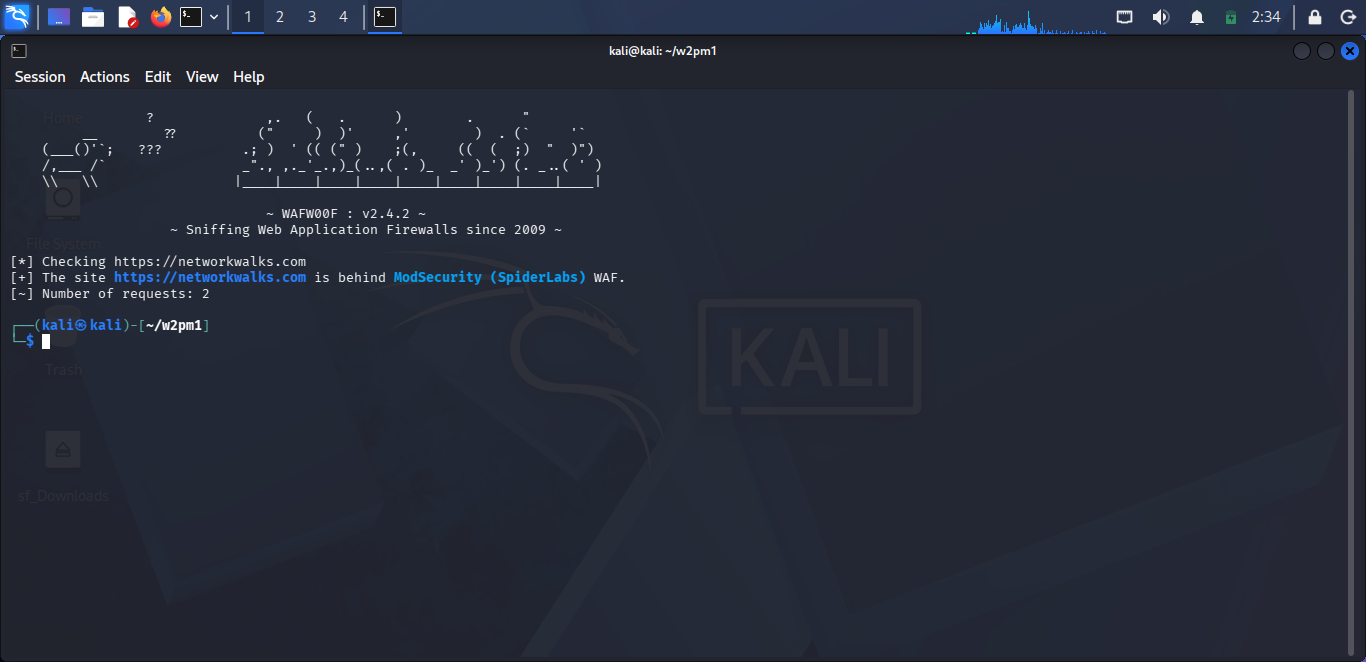 1 2 3 4
2:34
kali@kali: ~/w2pm1
Session Actions Edit View Help
Home
File System
Trash
sf_Downloads
~ WAFW00F : v2.4.2 ~
~ Sniffing Web Application Firewalls since 2009 ~
[*] Checking https://networkwalks.com
[+] The site https://networkwalks.com is behind ModSecurity (SpiderLabs) WAF.
[~] Number of requests: 2
┌──(kali㉿kali)-[~/w2pm1]
└─$
KALI